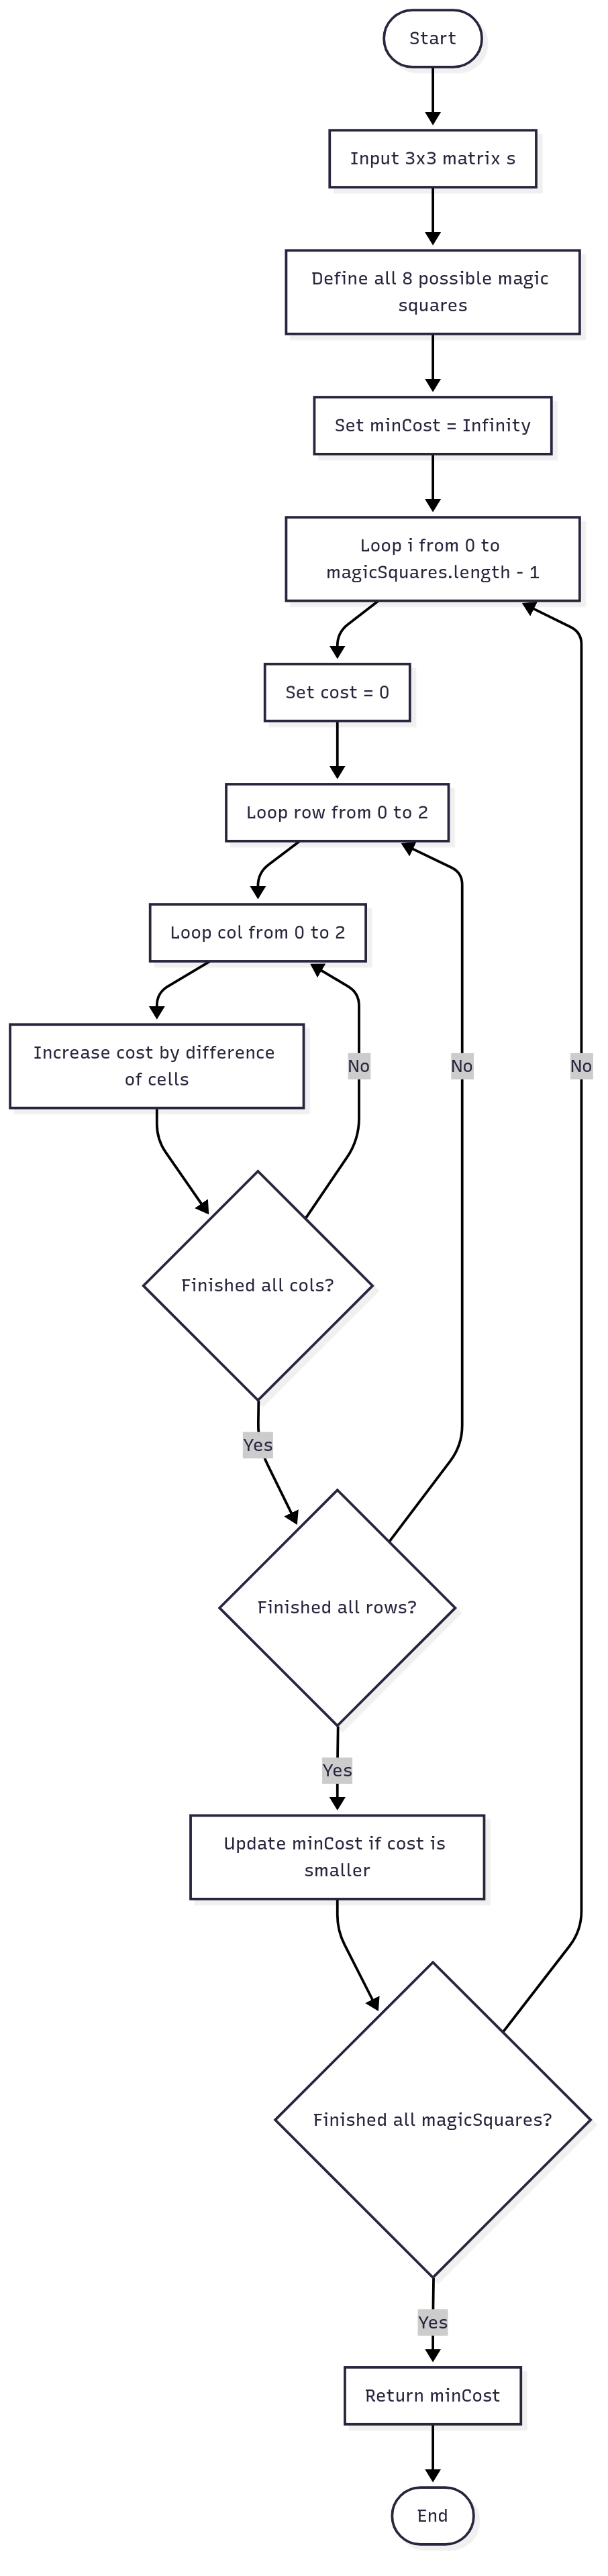 Start
Input 3x3 matrix s
Define all 8 possible magic
squares
Set minCost = Infinity
Loop i from 0 to
magicSquares.length - 1
Set cost = 0
Loop row from 0 to 2
Loop col from 0 to 2
Increase cost by difference
of cells
No
No
No
Finished all cols?
Yes
Finished all rows?
Yes
Update minCost if cost is
smaller
Finished all magicSquares?
Yes
Return minCost
End